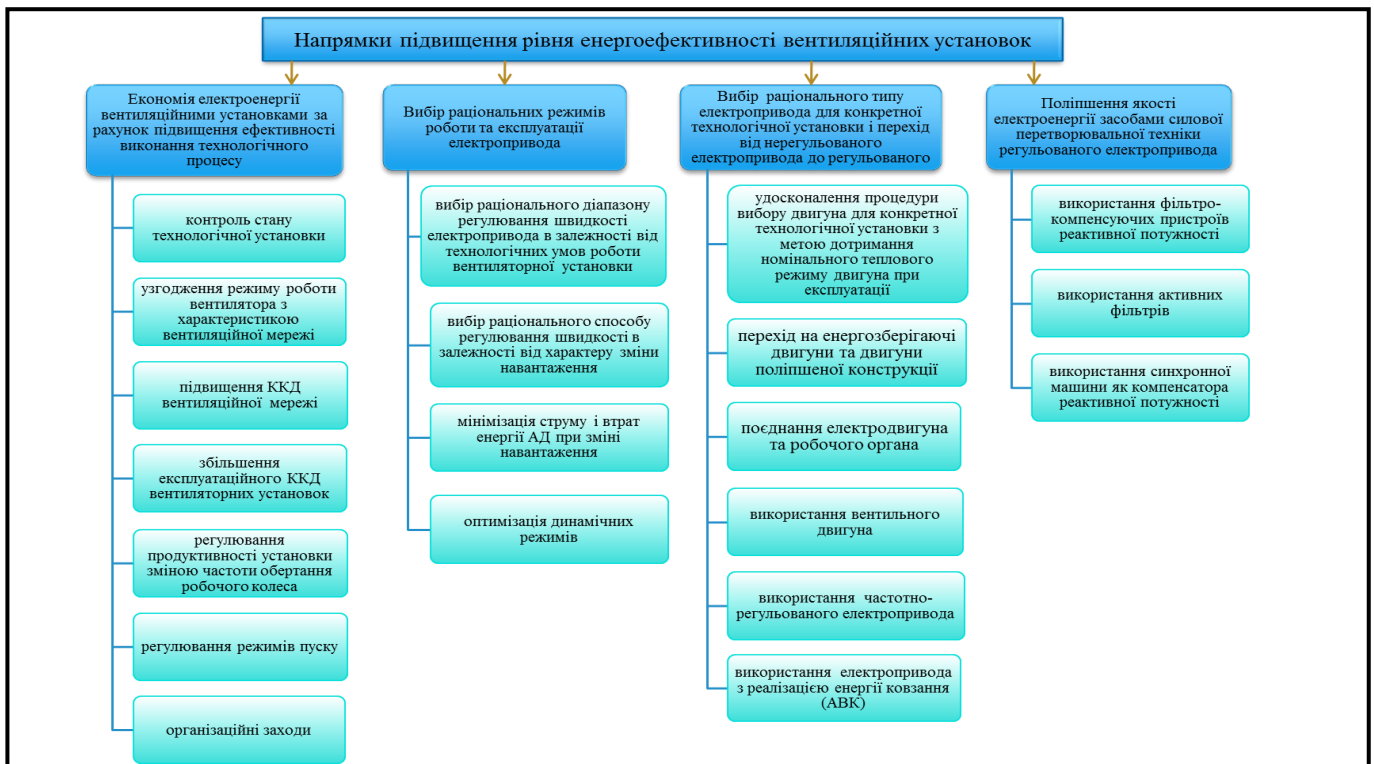 Напрямки підвищення рівня енергоефективності вентиляційних установок
Економія електроенергії
вентиляційними установками за
рахунок підвищення ефективності
виконання технологічного
процесу
контроль стану
технологічної установки
узгодження режиму роботи
вентилятора з
характеристикою
вентиляційної мережі
підвищення ККД
вентиляційної мережі
збільшення
експлуатаційного ККД
вентиляторних установок
регулювання
продуктивності установки
зміною частоти обертання
робочого колеса
регулювання режимів пуску
організаційні заходи
Вибір раціональних режимів
роботи та експлуатації
електропривода
вибір раціонального діапазону
регулювання швидкості
електропривода в залежності від
технологічних умов роботи
вентиляторної установки
вибір раціонального способу
регулювання швидкості в
залежності від характеру зміни
навантаження
мінімізація струму і втрат
енергії АД при зміні
навантаження
оптимізація динамічних
режимів
Вибір раціонального типу
електропривода для конкретної
технологічної установки і перехід
від нерегульованого
електропривода до регульованого
удосконалення процедури
вибору двигуна для конкретної
технологічної установки з
метою дотримання
номінального теплового
режиму двигуна при
експлуатації
перехід на енергозберігаючі
двигуни та двигуни
поліпшеної конструкції
поєднання електродвигуна
та робочого органа
використання вентильного
двигуна
використання частотно-
регульованого електропривода
використання електропривода
з реалізацією енергії ковзання
(АВК)
Поліпшення якості
електроенергії засобами силової
перетворювальної техніки
регульованого електропривода
використання фільтро-
компенсуючих пристроїв
реактивної потужності
використання активних
фільтрів
використання синхронної
машини як компенсатора
реактивної потужності